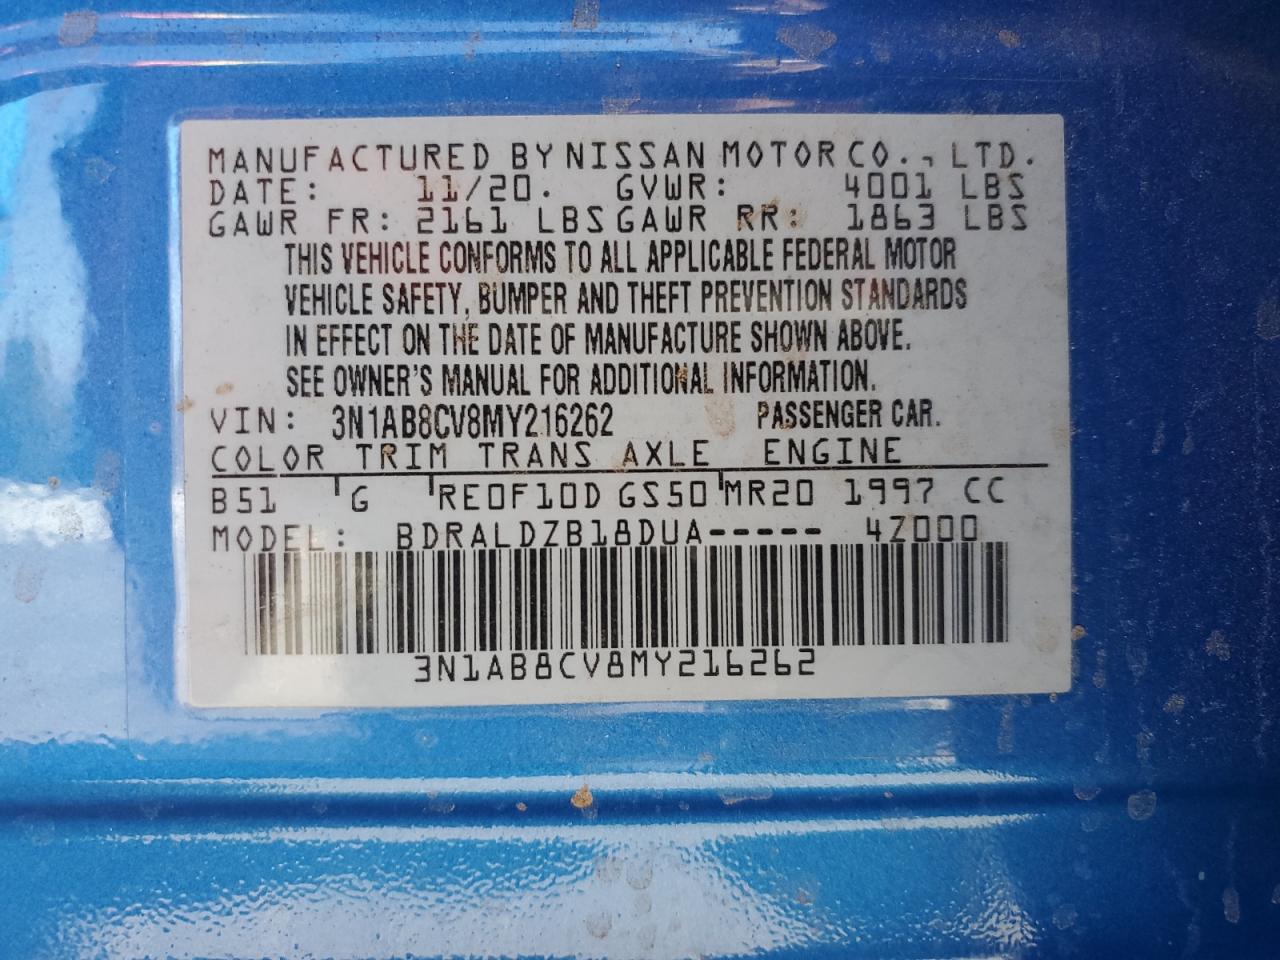 MANUFACTURED BY NISSAN MOTOR CO., LTD.
DATE: 11/20. GVWR: 4001 LBS
GAWR FR: 2161 LBS GAWR RR: 1863 LBS
THIS VEHICLE CONFORMS TO ALL APPLICABLE FEDERAL MOTOR
VEHICLE SAFETY, BUMPER AND THEFT PREVENTION STANDARDS
IN EFFECT ON THE DATE OF MANUFACTURE SHOWN ABOVE.
SEE OWNER'S MANUAL FOR ADDITIONAL INFORMATION.
VIN: 3N1AB8CV8MY216262 PASSENGER CAR.
COLOR TRIM TRANS AXLE ENGINE
B51 G RE0F10D GS50 MR20 1997 CC
MODEL: BDRALDZB18DUA----- 4Z000
3N1AB8CV8MY216262